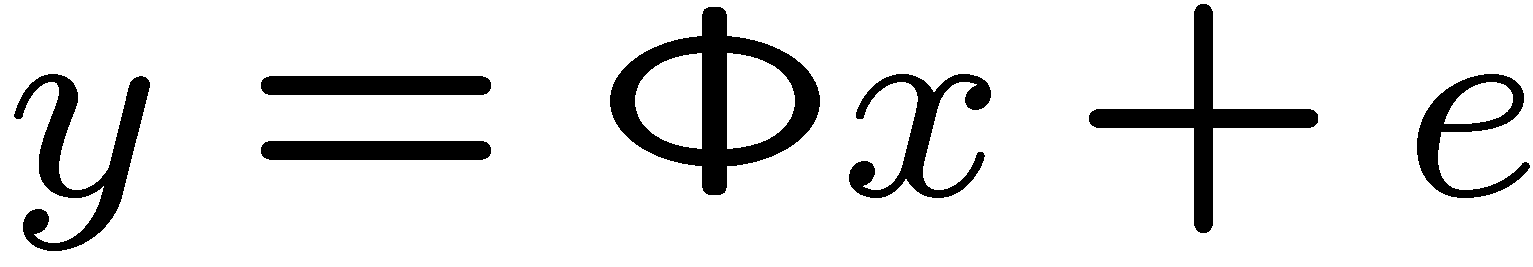 y = Φx + e